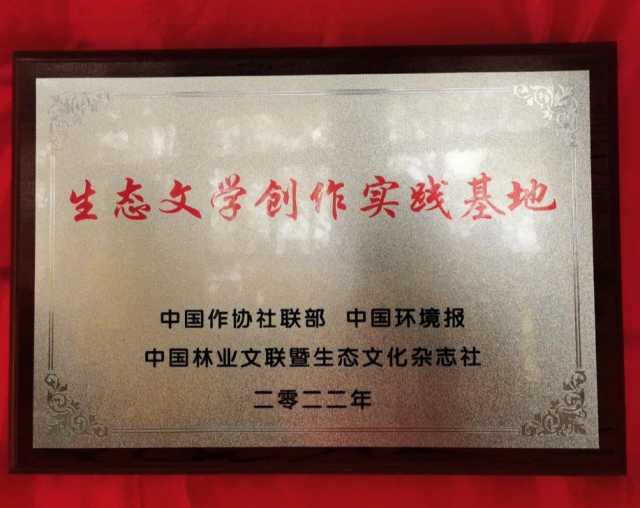 生态文学创作实践基地
中国作协社联部 中国环境报
中国林业文联暨生态文化杂志社
二零二二年